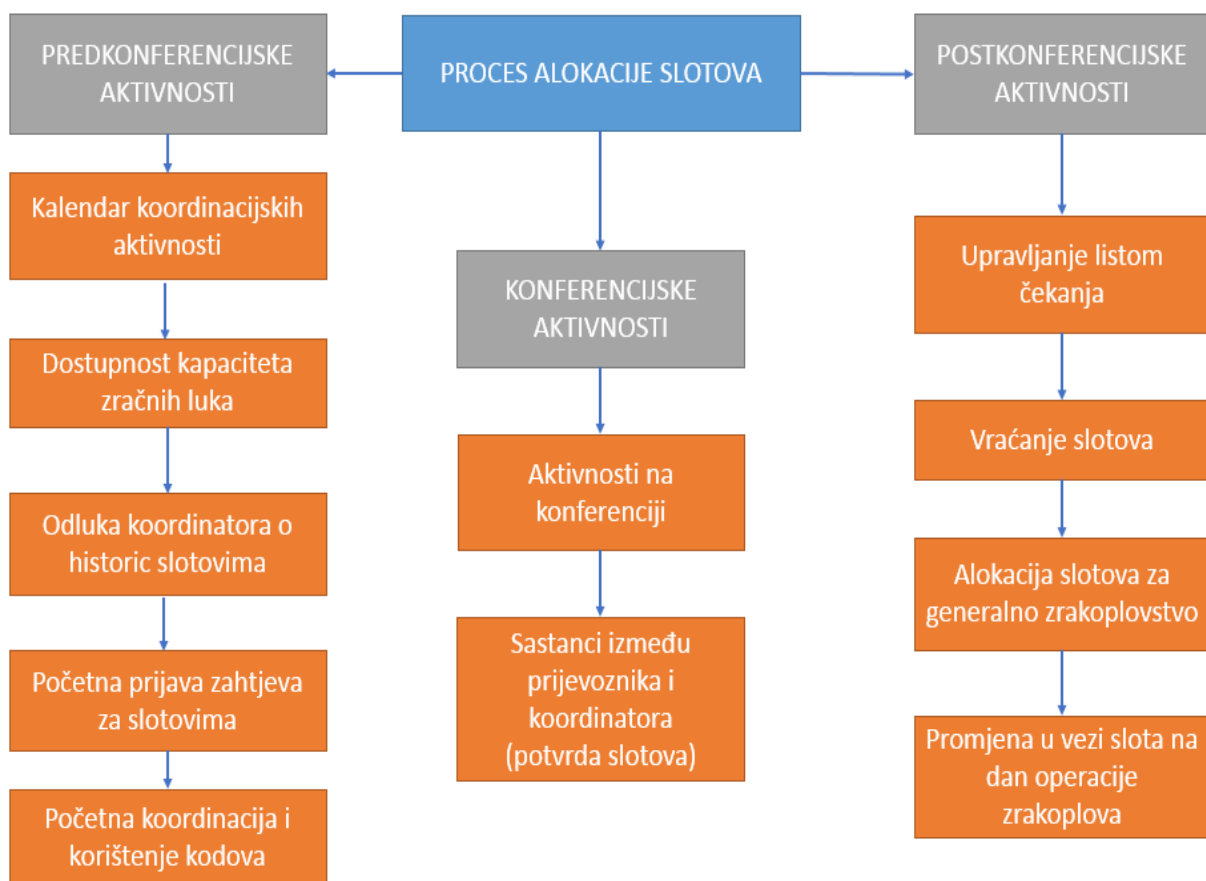 PREDKONFERENCIJSKE
AKTIVNOSTI
Kalendar koordinacijskih
aktivnosti
Dostupnost kapaciteta
zračnih luka
Odluka koordinatora o
historic slotovima
Početna prijava zahtjeva
za slotovima
Početna koordinacija i
korištenje kodova
PROCES ALOKACIJE SLOTOVA
KONFERENCIJSKE
AKTIVNOSTI
Aktivnosti na
konferenciji
Sastanci između
prijevoznika i
koordinatora
(potvrda slotova)
POSTKONFERENCIJSKE
AKTIVNOSTI
Upravljanje listom
čekanja
Vraćanje slotova
Alokacija slotova za
generalno zrakoplovstvo
Promjena u vezi slota na
dan operacije
zrakoplova